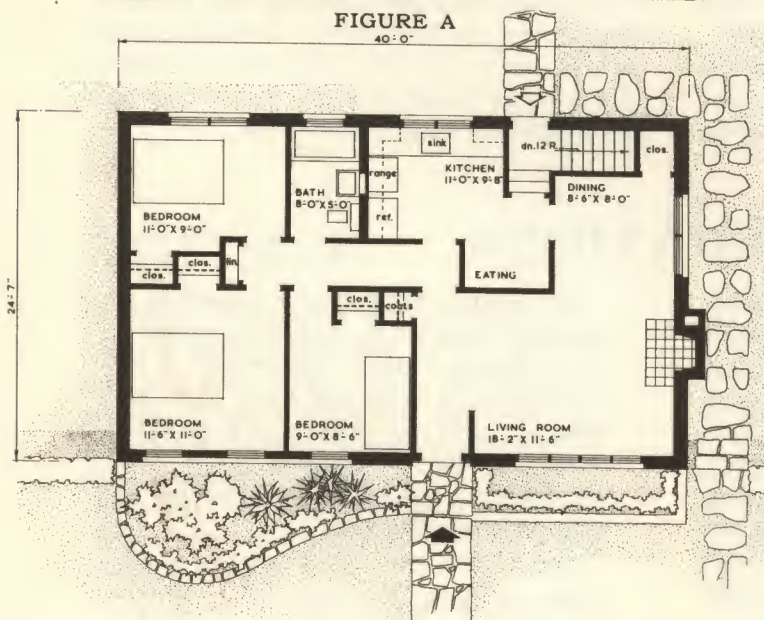 FIGURE A
40'-0"
24'-7"
sink
dn.12 R.
clos.
range
KITCHEN
11'-0" X 9'-8"
BATH
8'-0" X 5'-0"
DINING
8'-6" X 8'-0"
BEDROOM
11'-0" X 9'-0"
ref.
clos.
clos.
lin.
EATING
clos.
coats
BEDROOM
11'-6" X 11'-0"
BEDROOM
9'-0" X 8'-6"
LIVING ROOM
18'-2" X 11'-6"